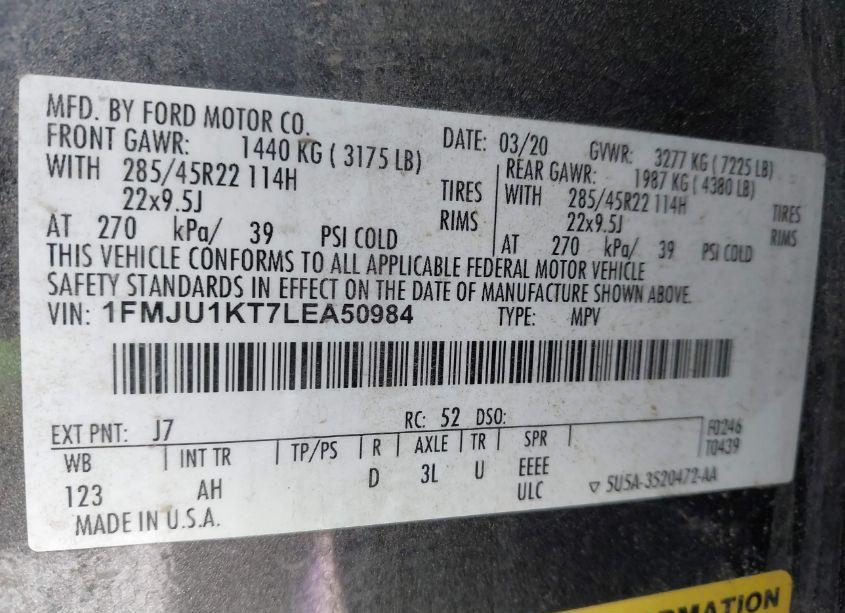 MFD. BY FORD MOTOR CO. DATE: 03/20 GVWR: 3277 KG ( 7225 LB)
FRONT GAWR: 1440 KG ( 3175 LB) REAR GAWR: 1987 KG ( 4380 LB)
WITH 285/45R22 114H TIRES WITH 285/45R22 114H TIRES
22x9.5J RIMS 22x9.5J RIMS
AT 270 kPa/ 39 PSI COLD AT 270 kPa/ 39 PSI COLD
THIS VEHICLE CONFORMS TO ALL APPLICABLE FEDERAL MOTOR VEHICLE
SAFETY STANDARDS IN EFFECT ON THE DATE OF MANUFACTURE SHOWN ABOVE.
VIN: 1FMJU1KT7LEA50984 TYPE: MPV
EXT PNT: J7 RC: 52 DSO: F0246
WB INT TR TP/PS R AXLE TR SPR T0439
123 AH D 3L U EEEE
ULC ▽ 5U5A-3520472-AA
MADE IN U.S.A.
INFORMATION